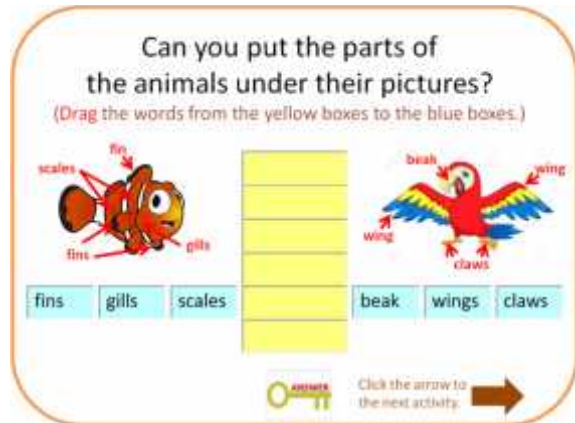 Can you put the parts of
the animals under their pictures?
(Drag the words from the yellow boxes to the blue boxes.)
fin
scales
fins
gills
beak
wing
wing
claws
fins
gills
scales
beak
wings
claws
ANSWER
Click the arrow to
the next activity.